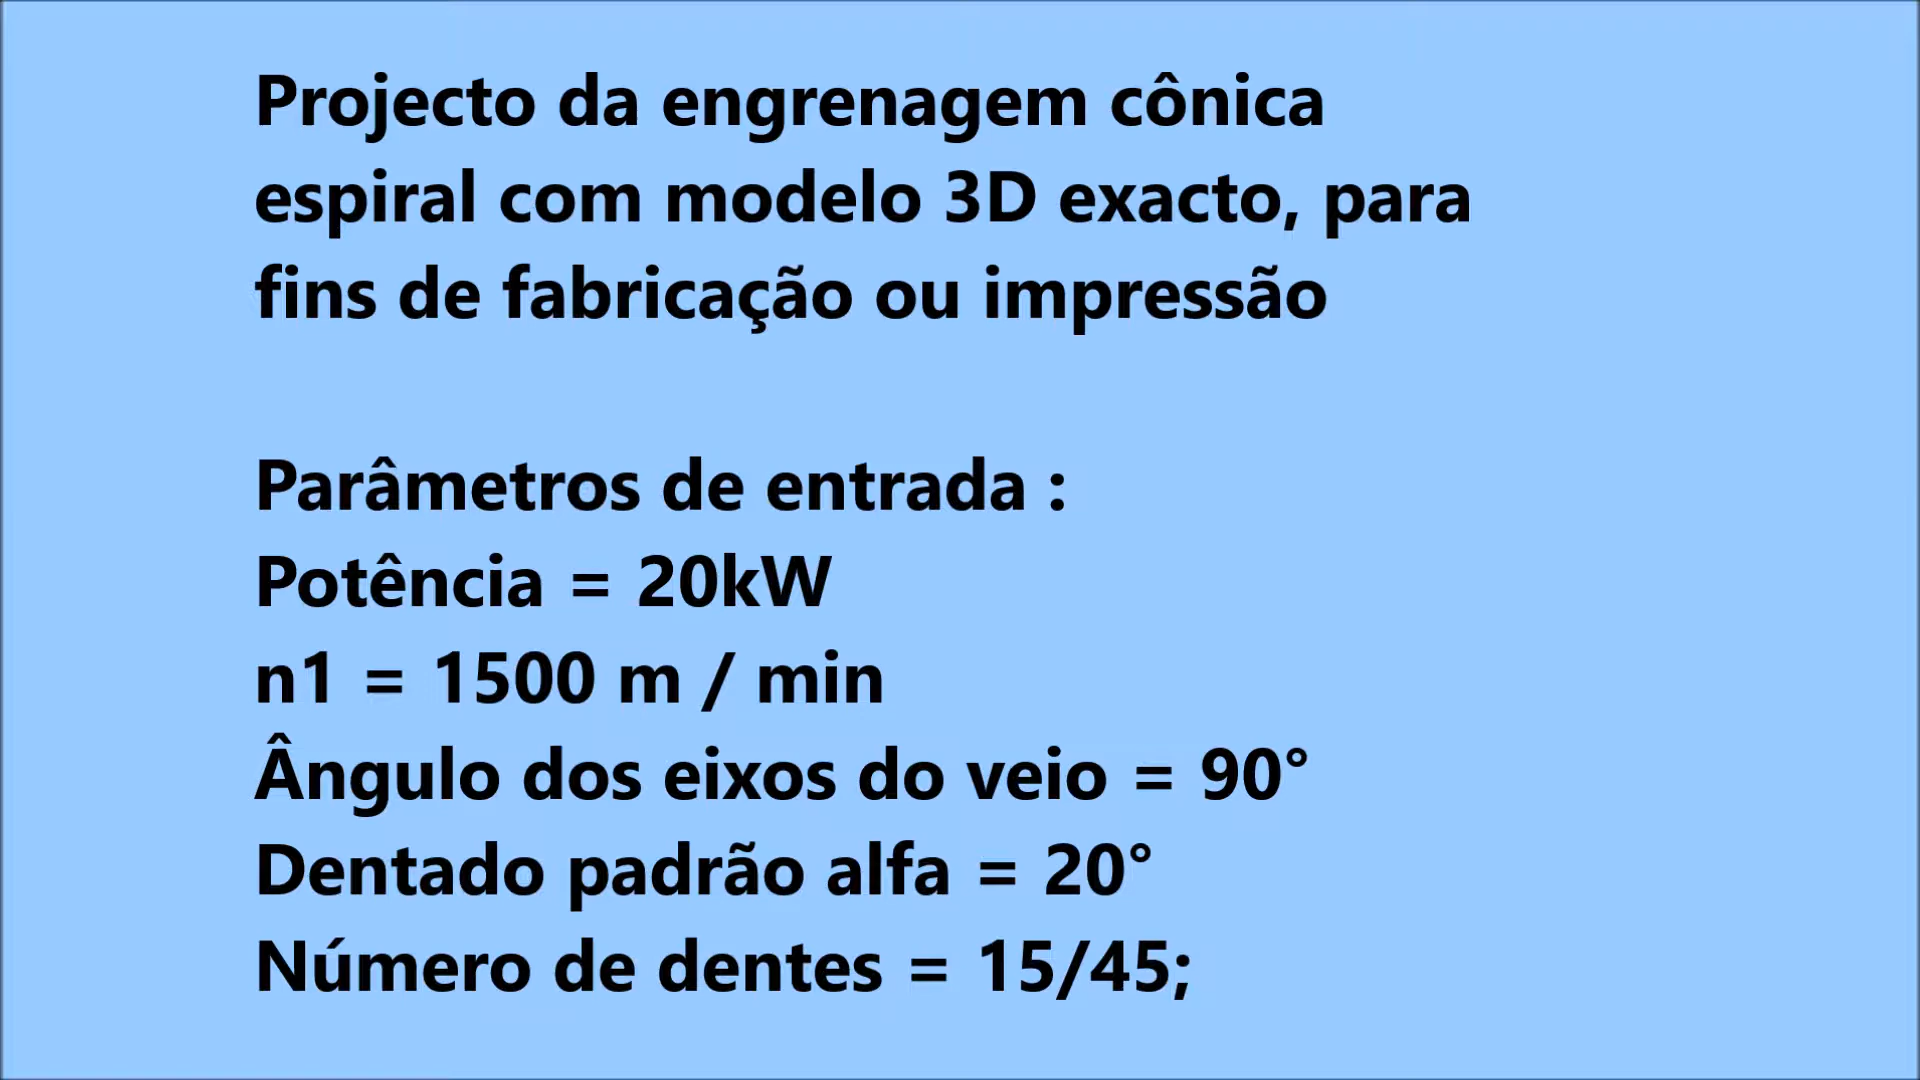 Projecto da engrenagem cônica
espiral com modelo 3D exacto, para
fins de fabricação ou impressão
Parâmetros de entrada :
Potência = 20kW
n1 = 1500 m / min
Ângulo dos eixos do veio = 90°
Dentado padrão alfa = 20°
Número de dentes = 15/45;